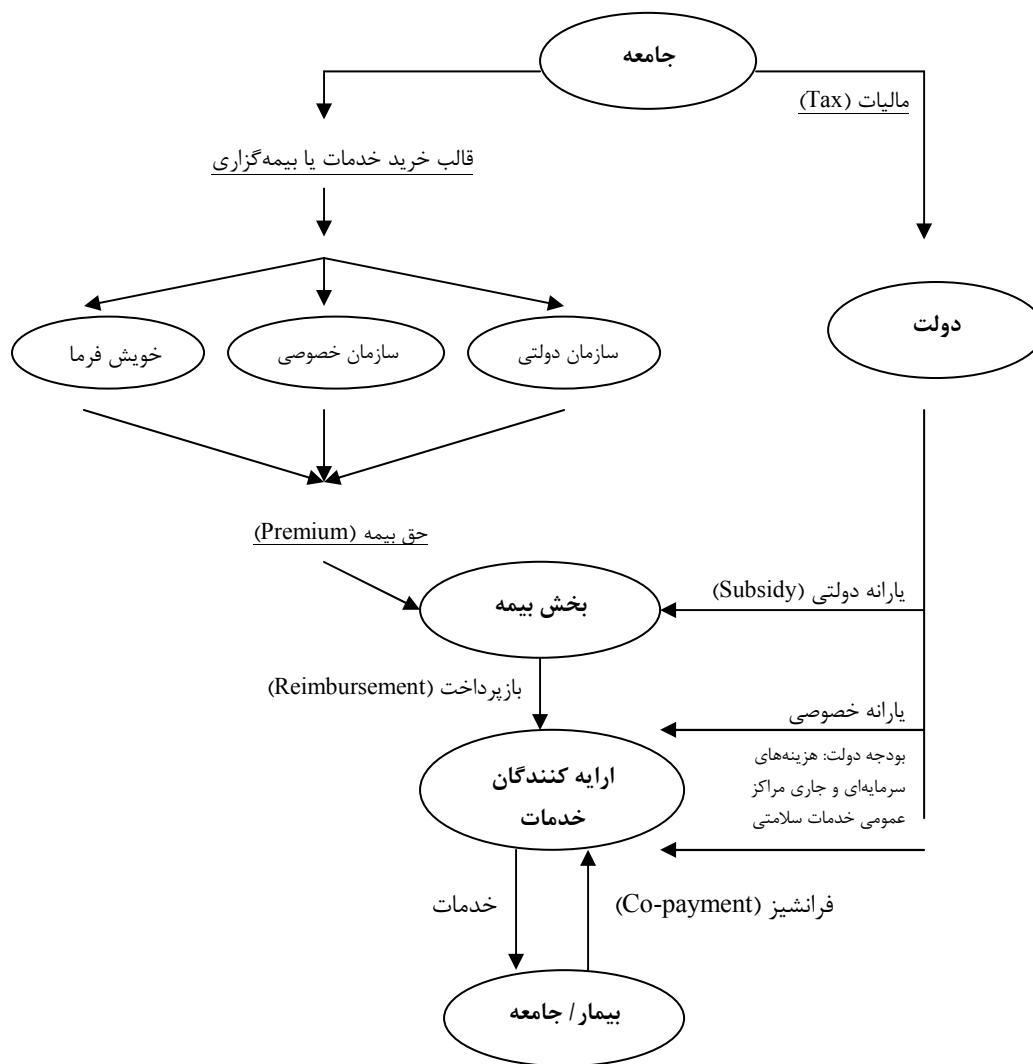 جامعه
مالیات (Tax)
قالب خرید خدمات یا بیمه‌گزاری
دولت
سازمان دولتی
سازمان خصوصی
خویش فرما
حق بیمه (Premium)
یارانه دولتی (Subsidy)
بخش بیمه
بازپرداخت (Reimbursement)
یارانه خصوصی
بودجه دولت: هزینه‌های
سرمایه‌ای و جاری مراکز
عمومی خدمات سلامتی
ارایه کنندگان
خدمات
فرانشیز (Co-payment)
خدمات
بیمار/ جامعه